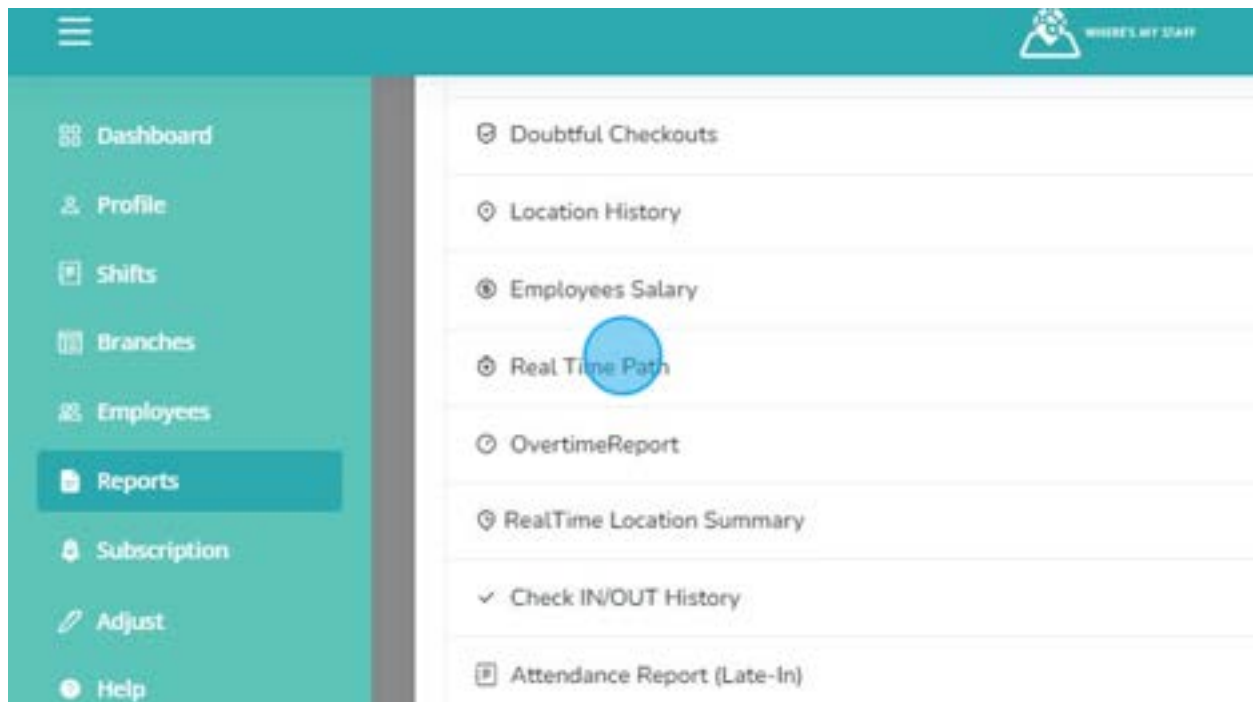 WHERE'S MY STAFF
Dashboard
Profile
Shifts
Branches
Employees
Reports
Subscription
Adjust
Help
Doubtful Checkouts
Location History
Employees Salary
Real Time Path
OvertimeReport
RealTime Location Summary
Check IN/OUT History
Attendance Report (Late-In)